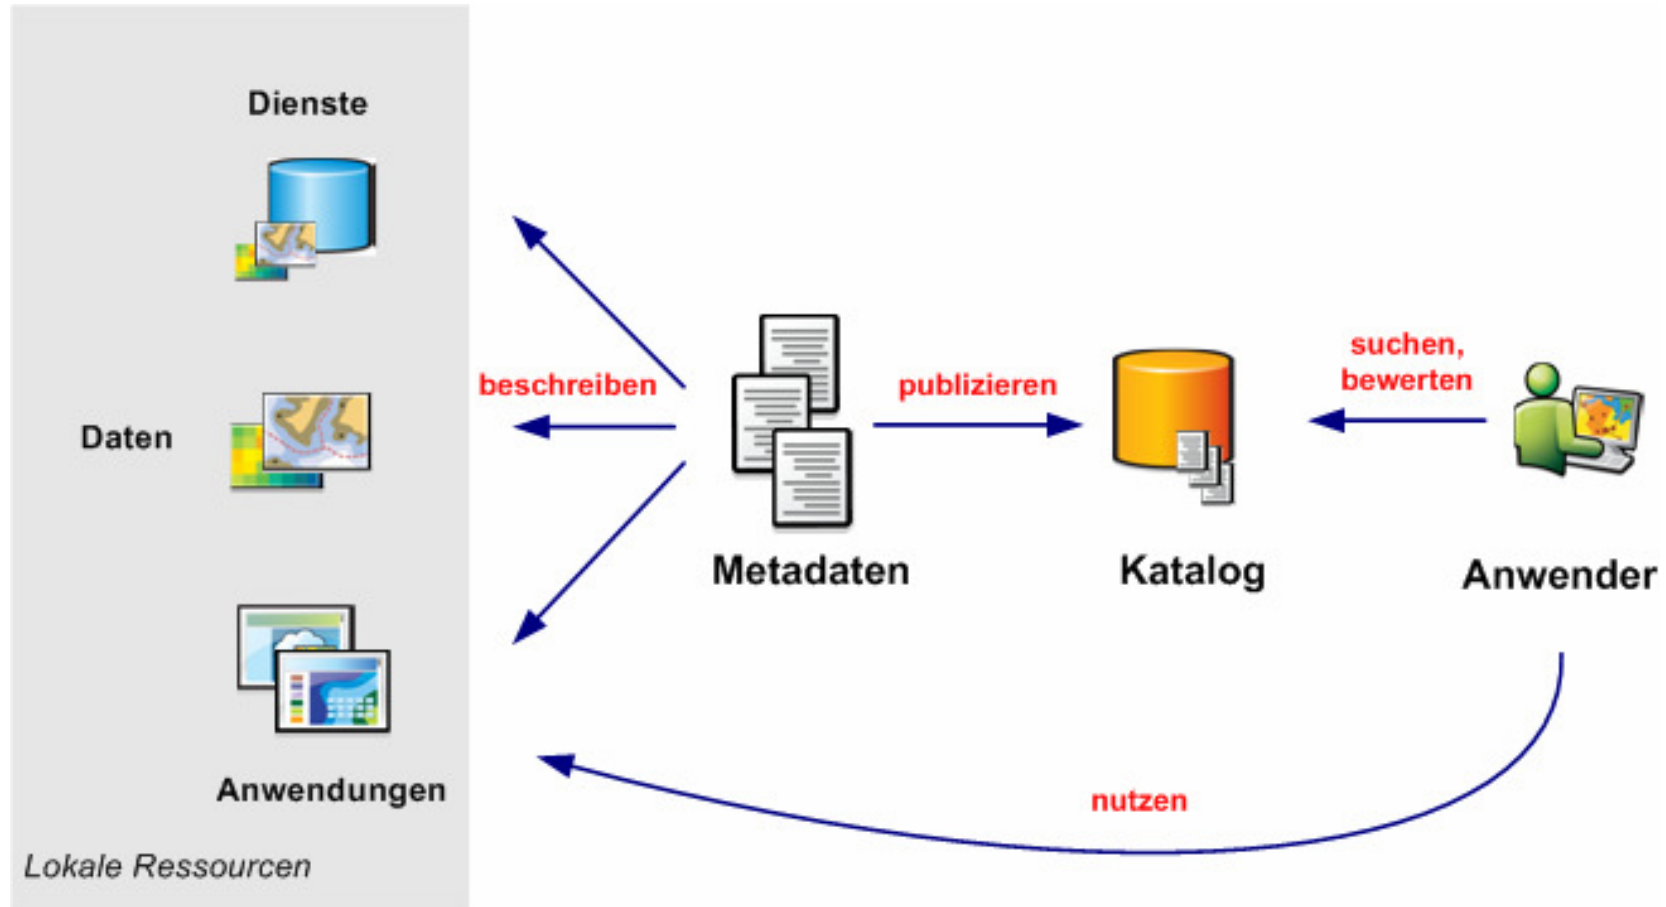 Dienste
beschreiben
publizieren
suchen,
bewerten
Daten
Metadaten
Katalog
Anwender
Anwendungen
nutzen
Lokale Ressourcen